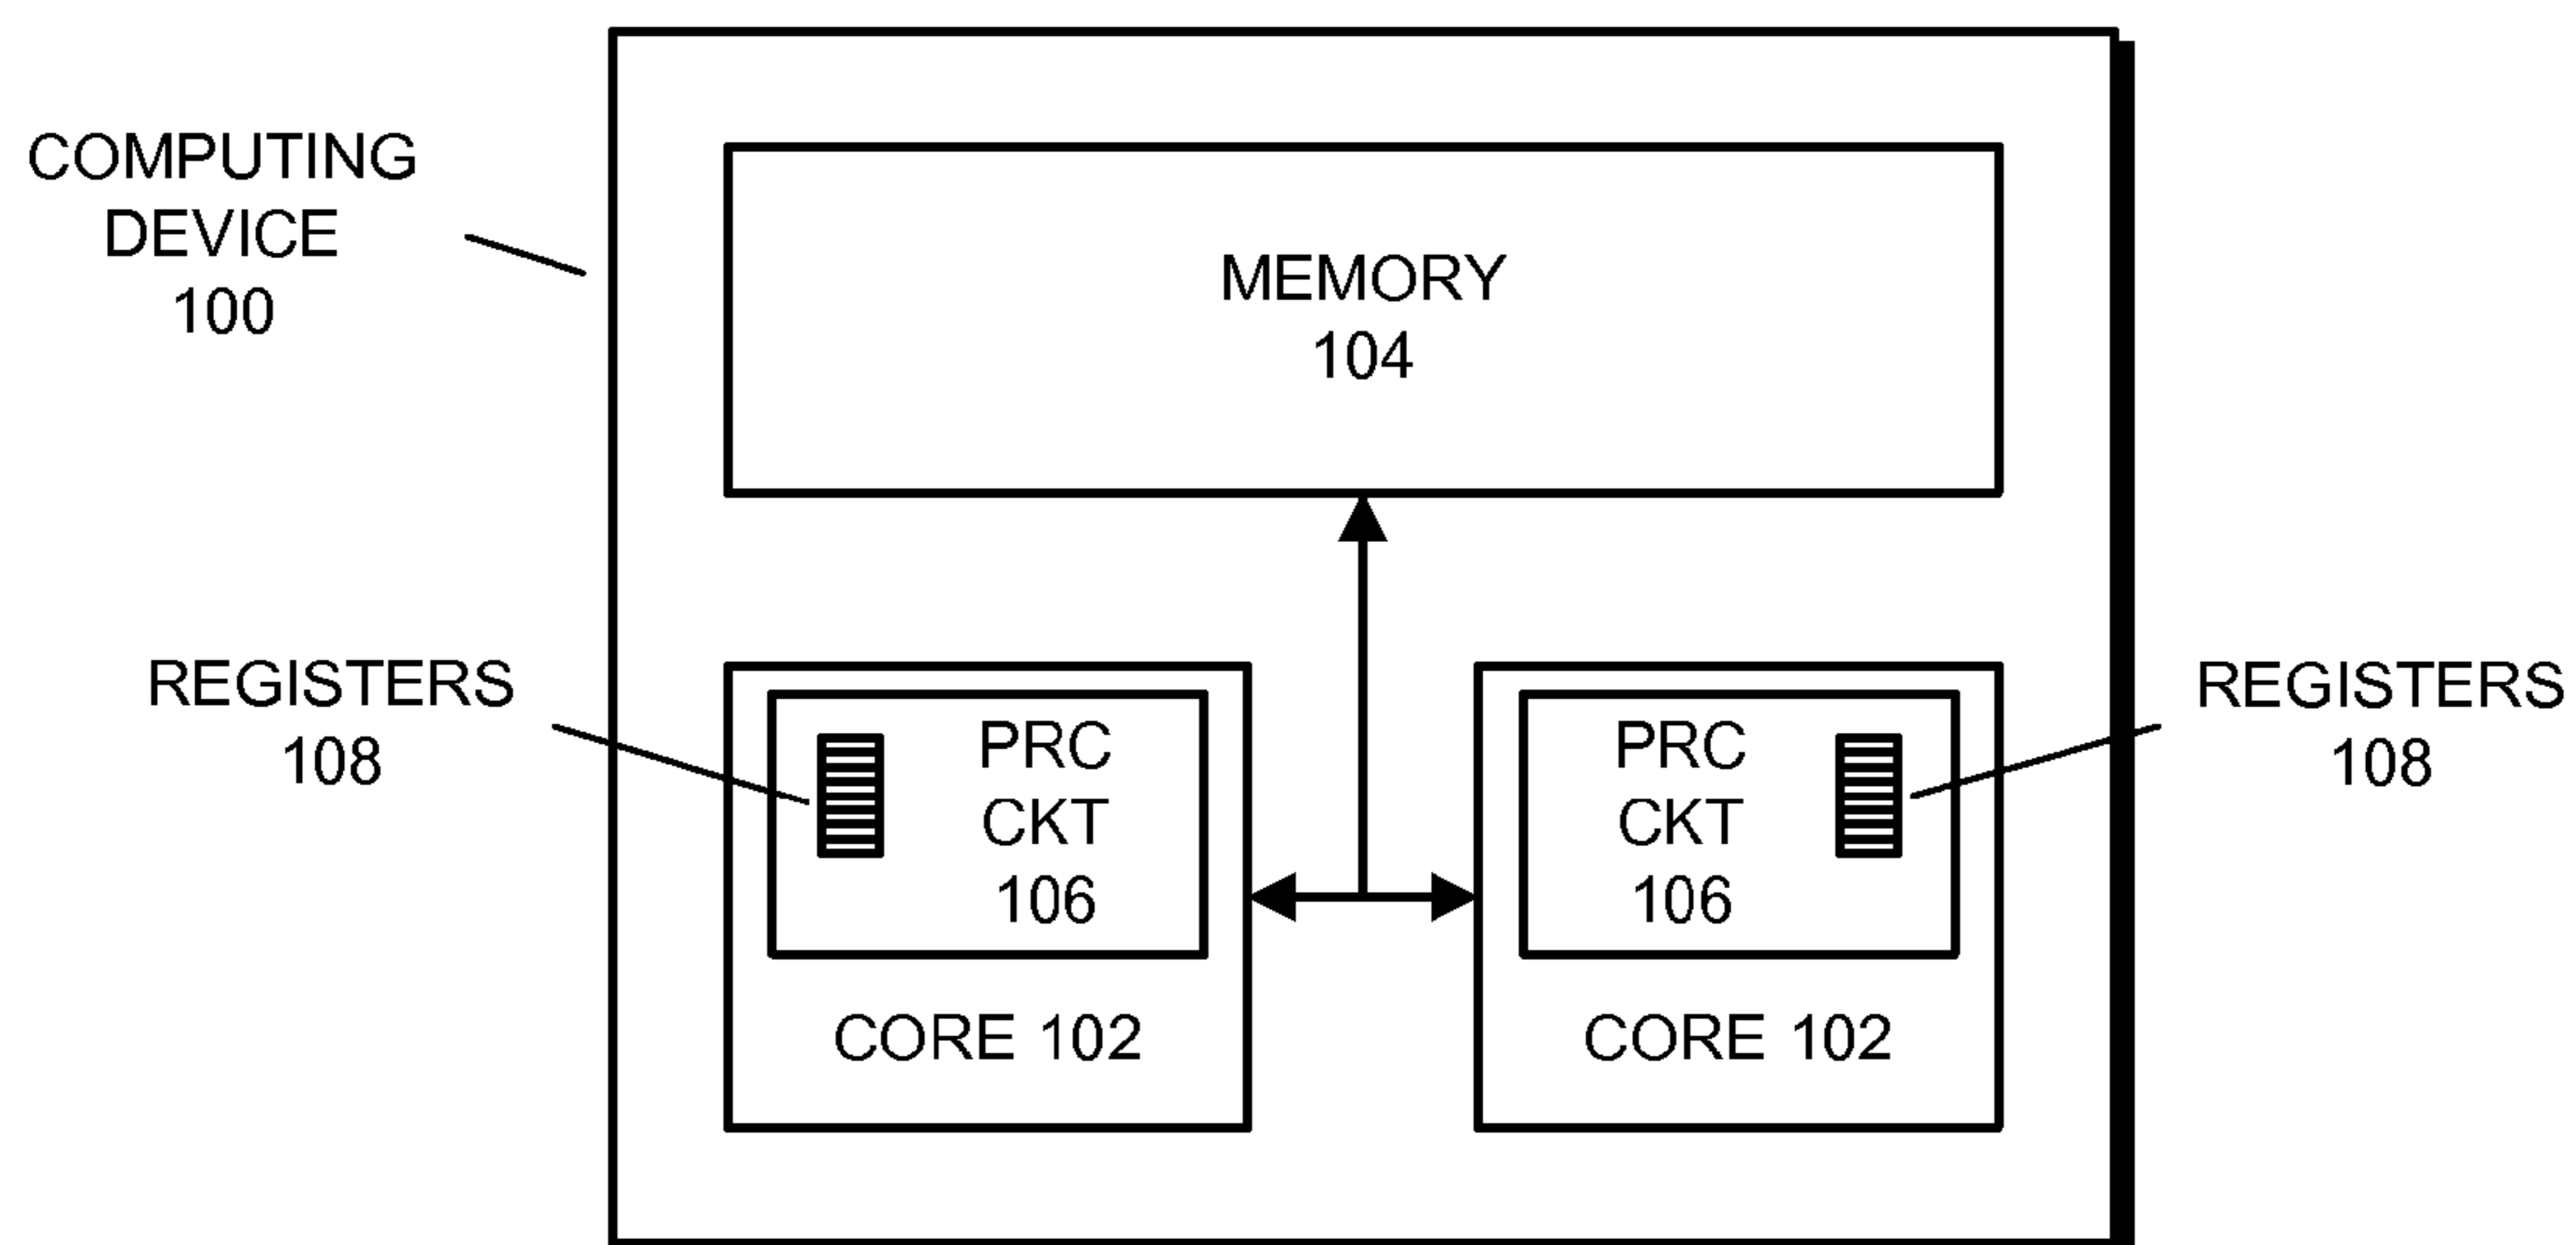 COMPUTING
DEVICE
100
MEMORY
104
REGISTERS
108
PRC
CKT
106
CORE 102
PRC
CKT
106
CORE 102
REGISTERS
108